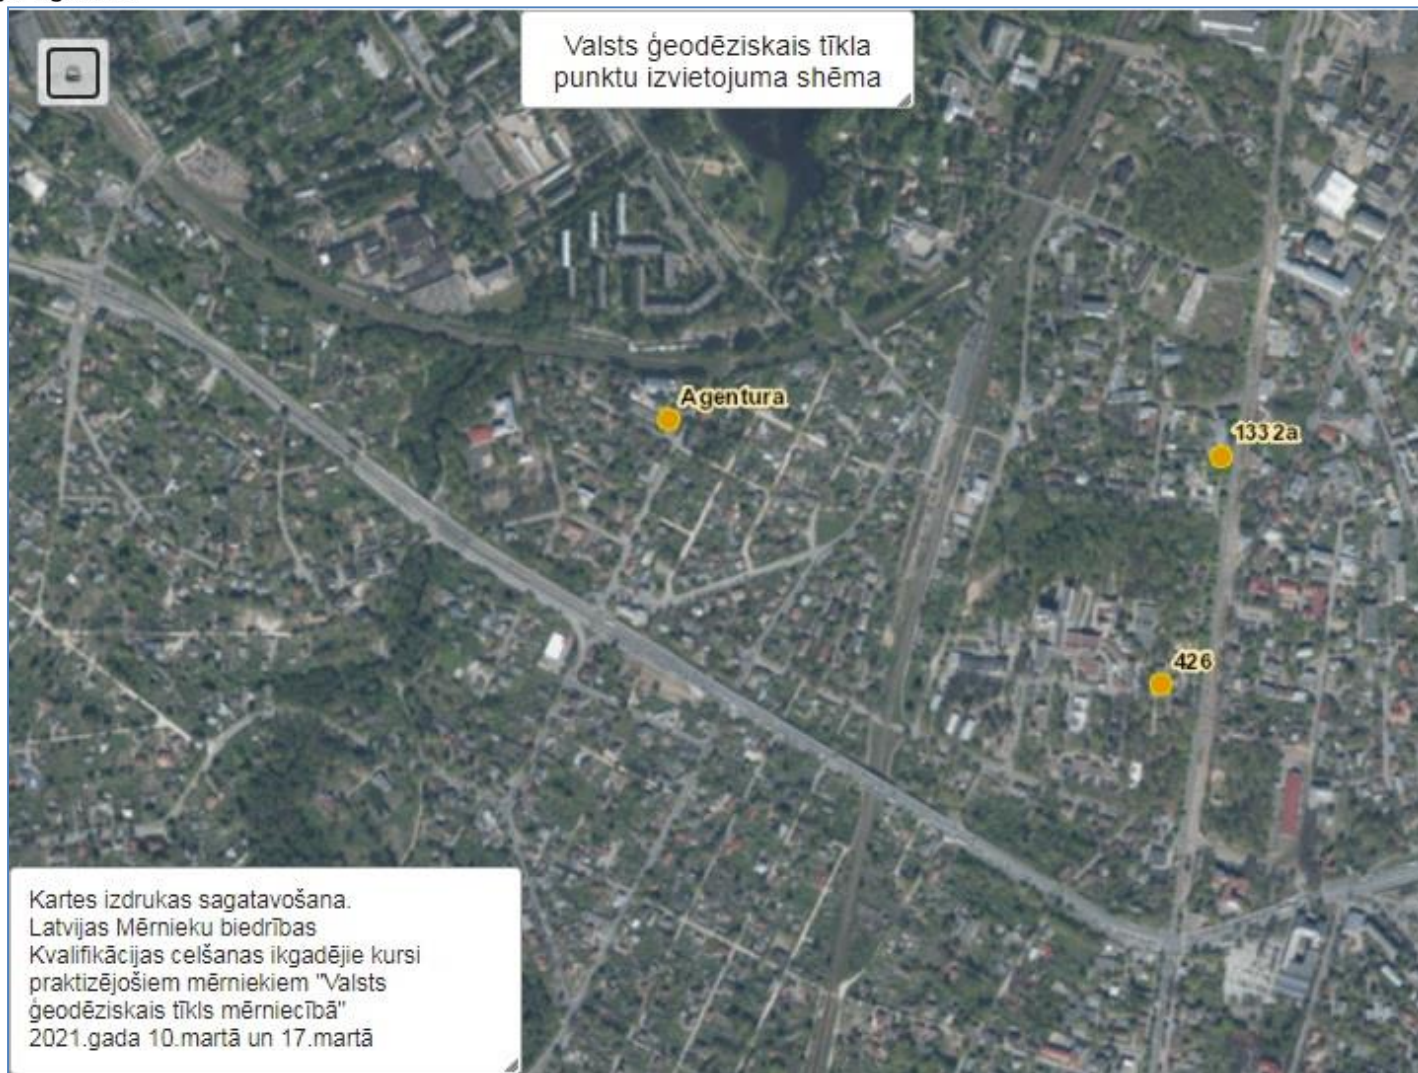 Valsts ģeodēziskais tīkla
punktu izvietojuma shēma
Agentura
1332a
426
Kartes izdrukas sagatavošana.
Latvijas Mērnieku biedrības
Kvalifikācijas celšanas ikgadējie kursi
praktizējošiem mērniekiem "Valsts
ģeodēziskais tīkls mērniecībā"
2021.gada 10.martā un 17.martā